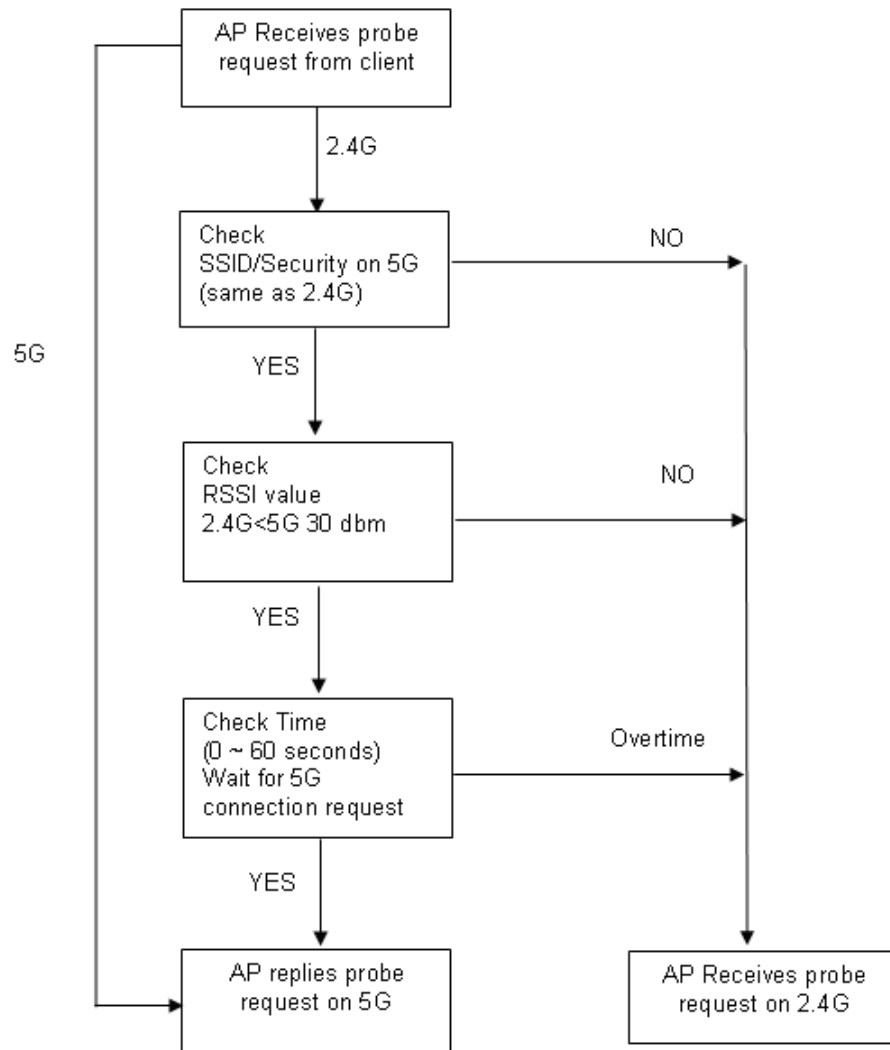 AP Receives probe
request from client
2.4G
Check
SSID/Security on 5G
(same as 2.4G)
NO
5G
YES
Check
RSSI value
2.4G<5G 30 dbm
NO
YES
Check Time
(0 ~ 60 seconds)
Wait for 5G
connection request
Overtime
YES
AP replies probe
request on 5G
AP Receives probe
request on 2.4G